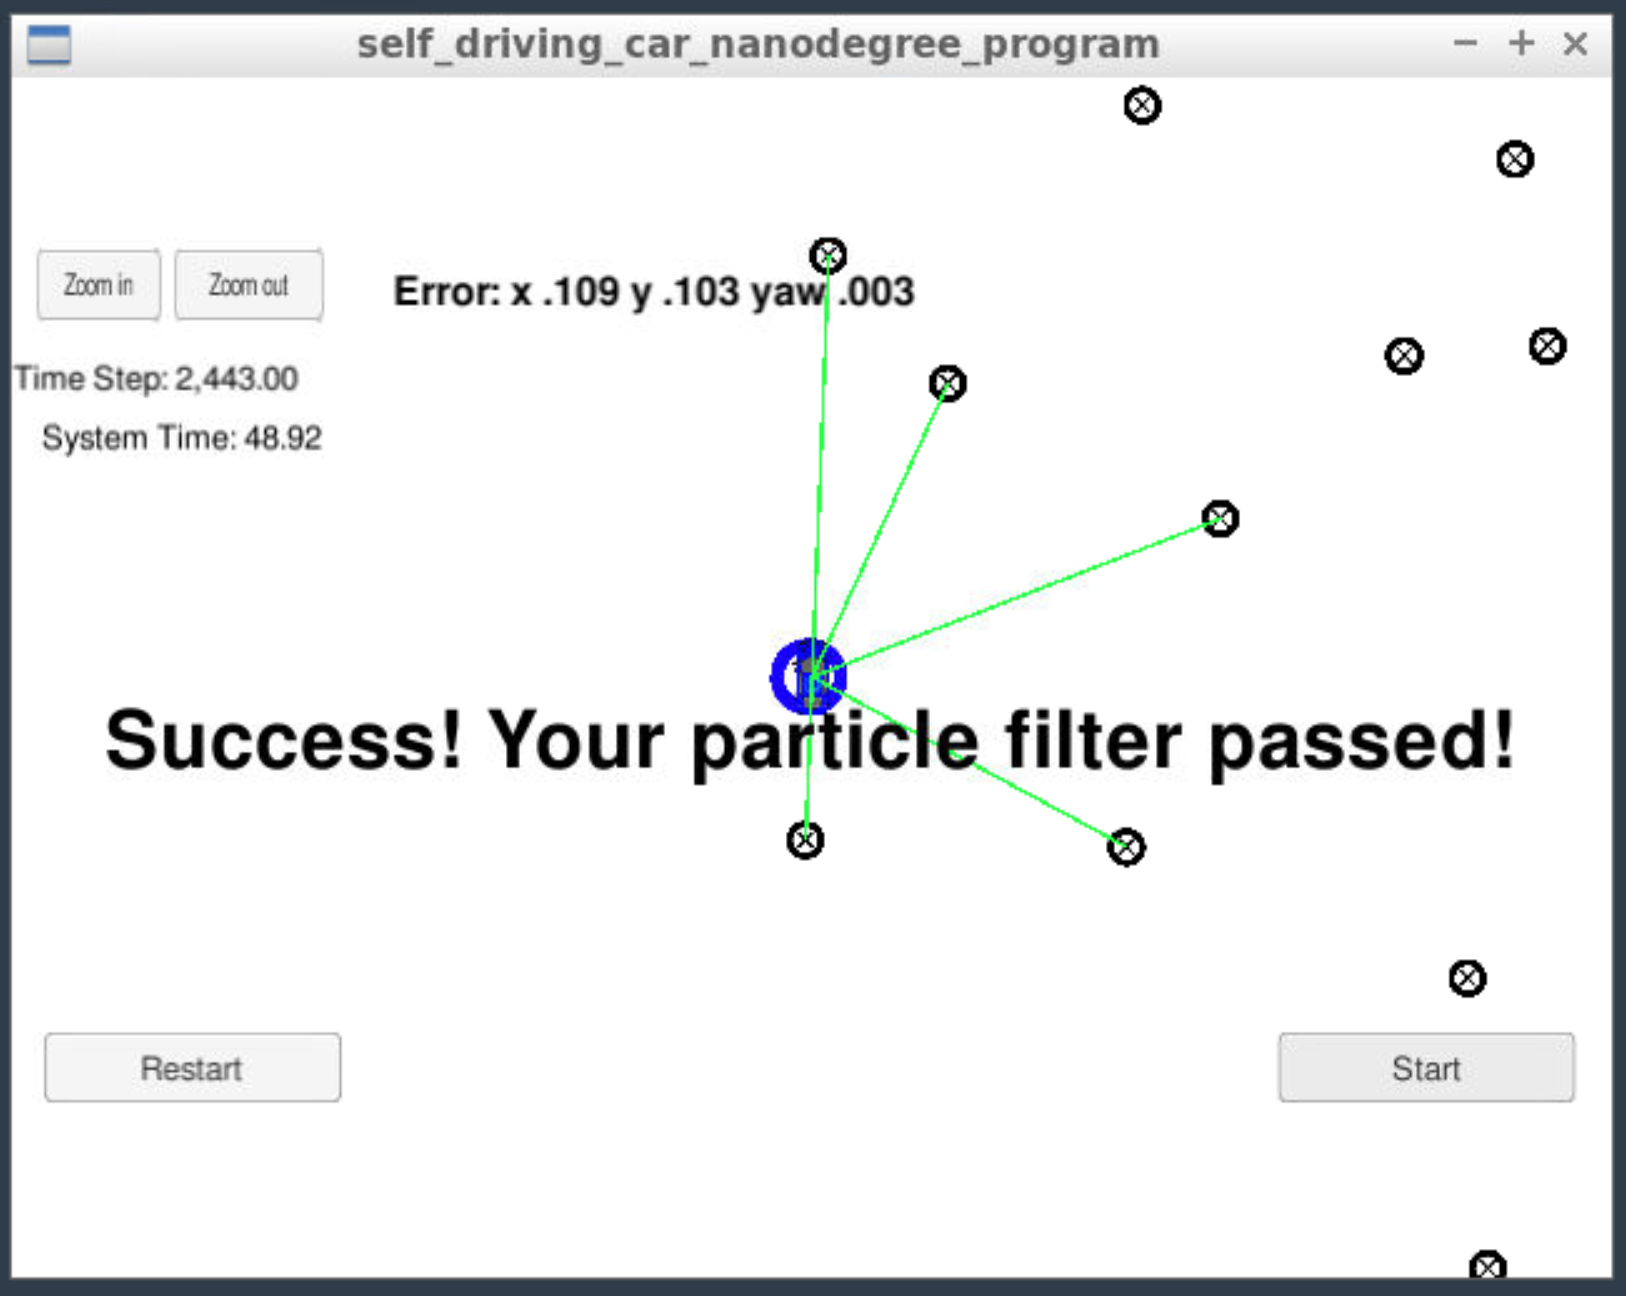 self_driving_car_nanodegree_program
Zoom in Zoom out
Error: x .109 y .103 yaw .003
Time Step: 2,443.00
System Time: 48.92
Success! Your particle filter passed!
Restart
Start